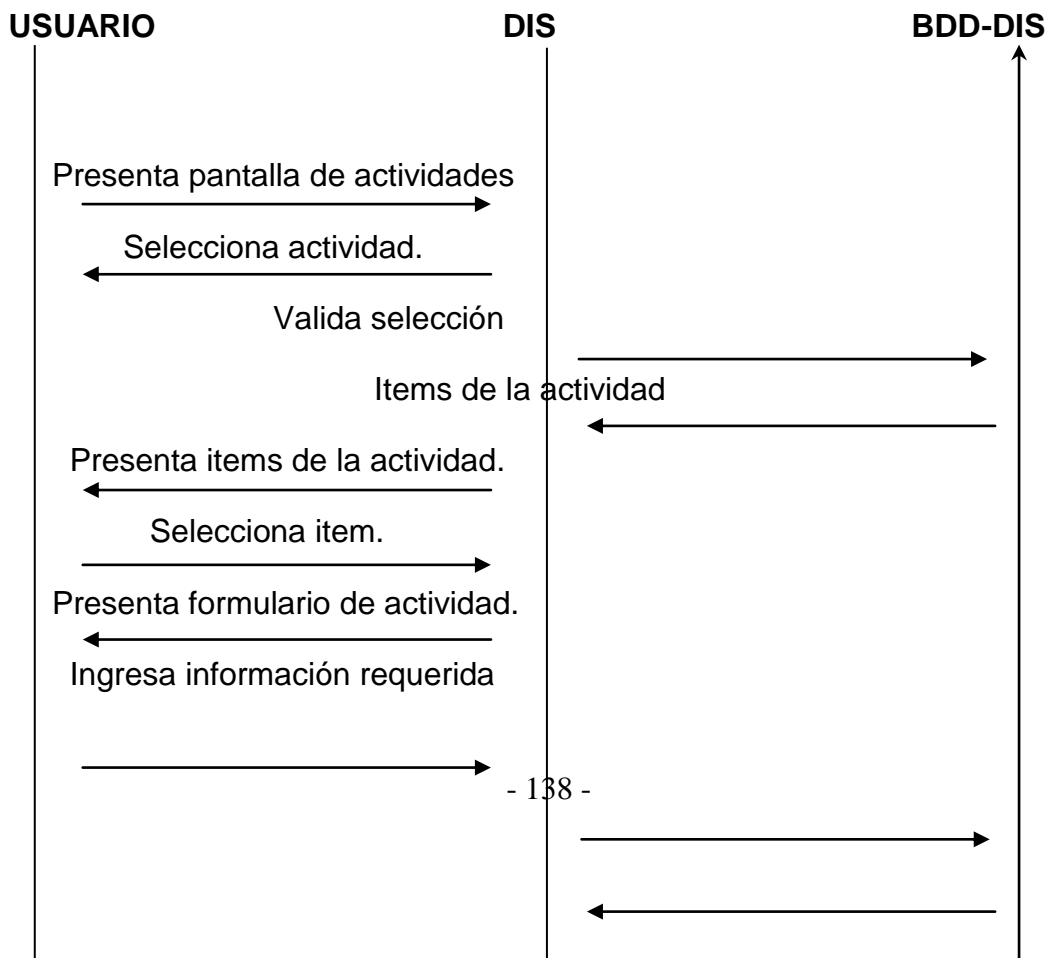 USUARIO DIS BDD-DIS
Presenta pantalla de actividades
Selecciona actividad.
Valida selección
Items de la actividad
Presenta items de la actividad.
Selecciona item.
Presenta formulario de actividad.
Ingresa información requerida
- 138 -